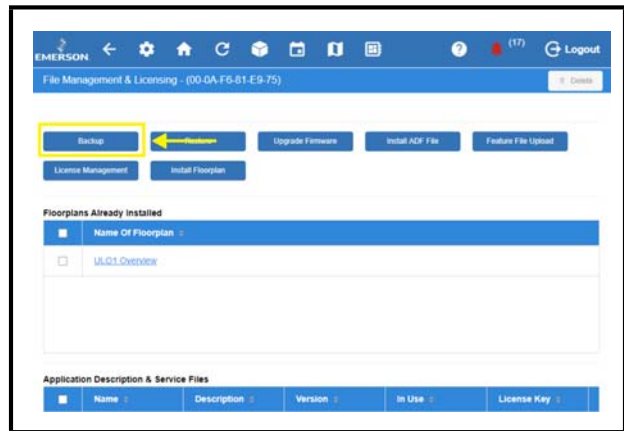 EMERSON (17) Logout
File Management & Licensing - (00-0A-F6-81-E9-75) Delete
Backup Restore Upgrade Firmware Install ADF File Feature File Upload
License Management Install Floorplan
Floorplans Already Installed
Name Of Floorplan
ULO1 Overview
Application Description & Service Files
Name Description Version In Use License Key